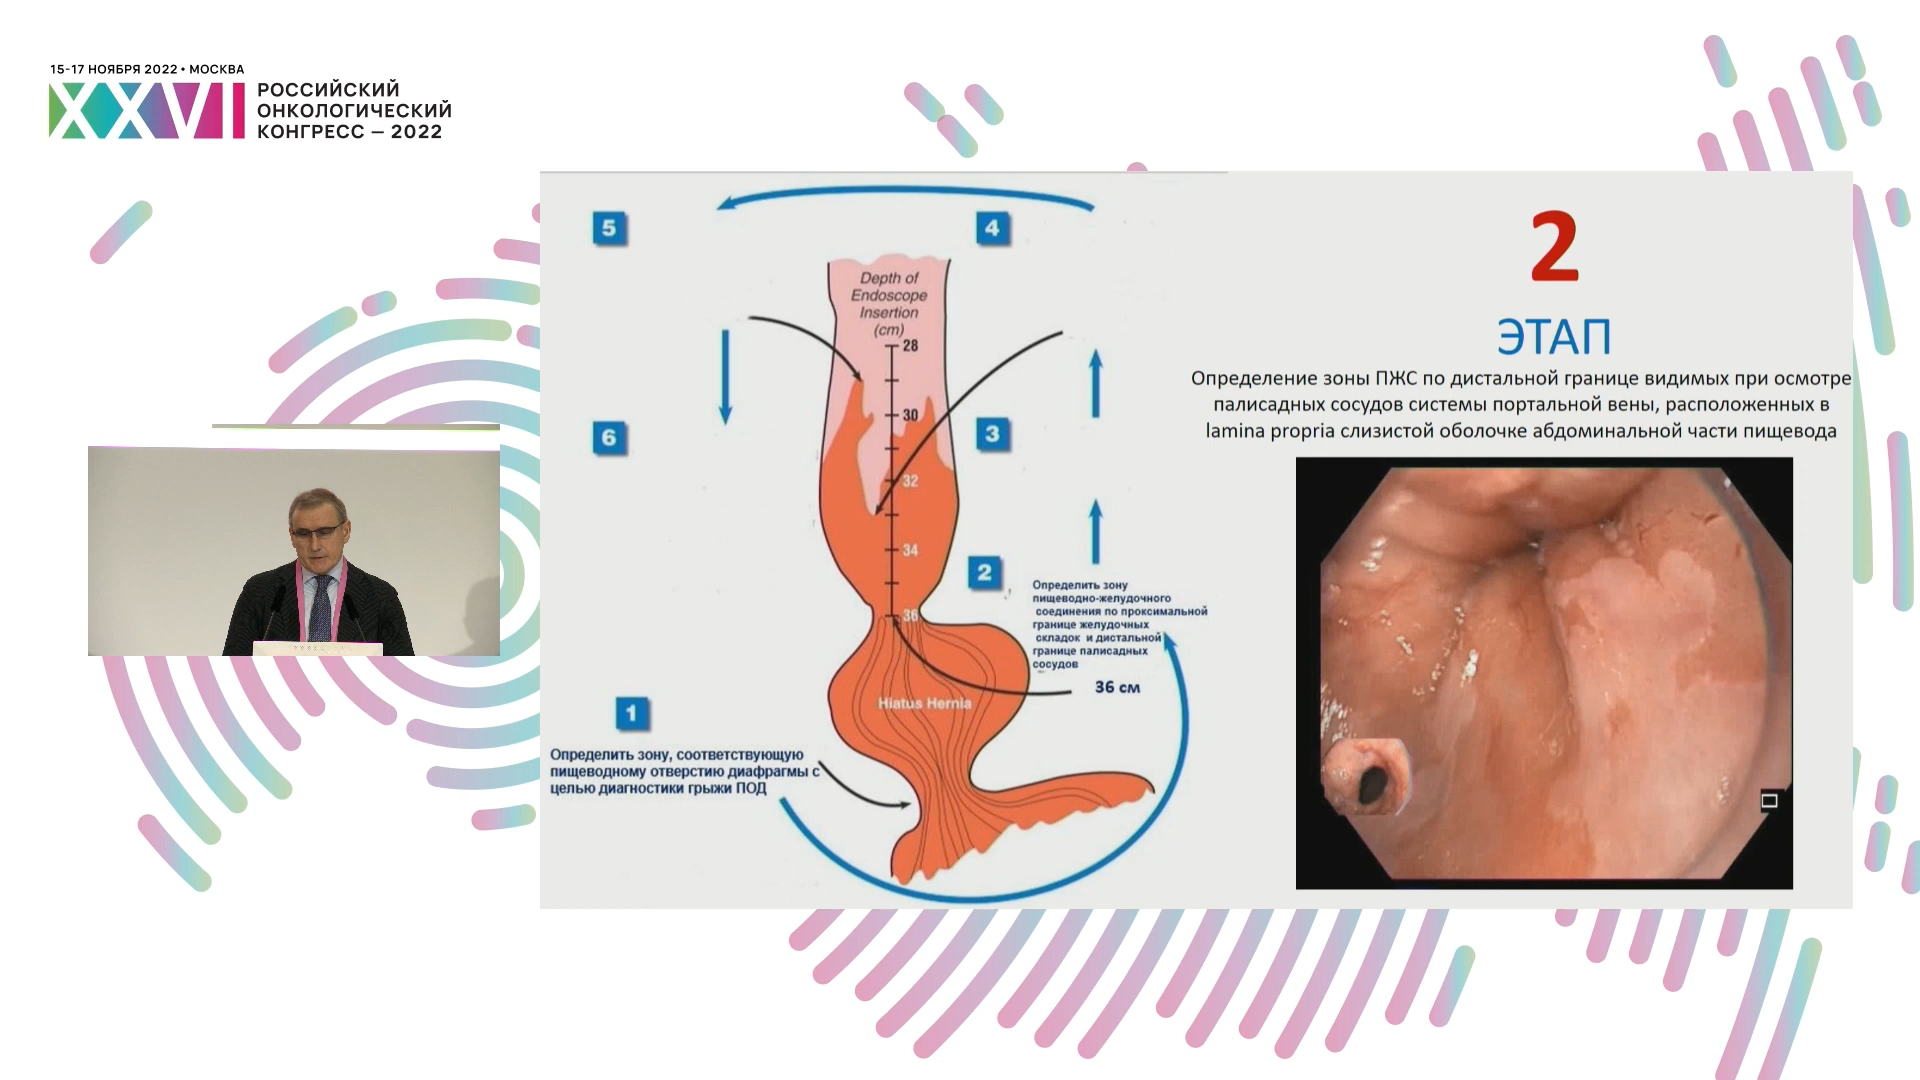 15-17 НОЯБРЯ 2022 • МОСКВА
XXVI
РОССИЙСКИЙ
ОНКОЛОГИЧЕСКИЙ
КОНГРЕСС – 2022
5
4
Depth of
Endoscope
Insertion
(cm)
28
30
6
3
32
34
2
36
Определить зону
пищеводно-желудочного
соединения по проксимальной
границе желудочных
складок и дистальной
границе палисадных
сосудов
36 см
Hiatus Hernia
1
Определить зону, соответствующую
пищеводному отверстию диафрагмы с
целью диагностики грыжи ПОД
2
ЭТАП
Определение зоны ПЖС по дистальной границе видимых при осмотре
палисадных сосудов системы портальной вены, расположенных в
lamina propria слизистой оболочке абдоминальной части пищевода